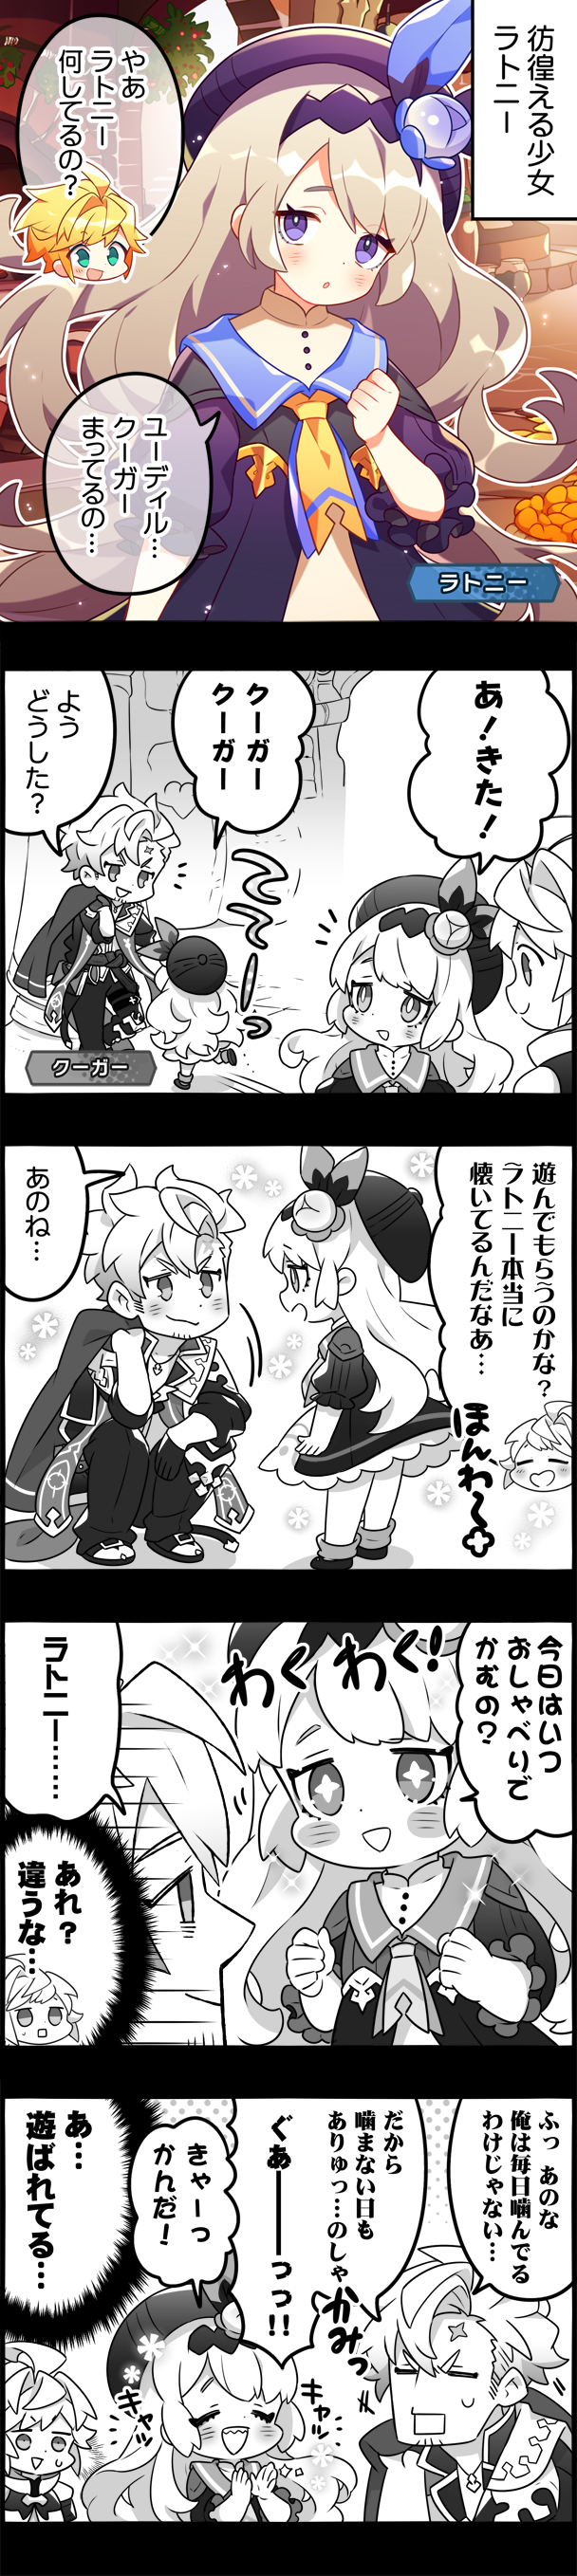 彷徨える少女
ラトニー
やあ
ラトニー
何してるの？
ユーディル…
クーガー
まってるの…
ラトニー
あ！きた！
クーガー
クーガー
ててーっ
よう
どうした？
クーガー
遊んでもらうのかな？
ラトニー本当に
懐いてるんだなあ…
ほんわ～
あのね…
今日はいつ
おしゃべりで
かむの？
わくわく！
ラトニー……
あれ？
違うな…
ふっ あのな
俺は毎日噛んでる
わけじゃない…
だから
噛まない日も
ありゅっ…のしゃ
かみっ
ぐあーーーっっ!!
きゃーっ
かんだ！
キャッ
キャッ
あ…
遊ばれてる…